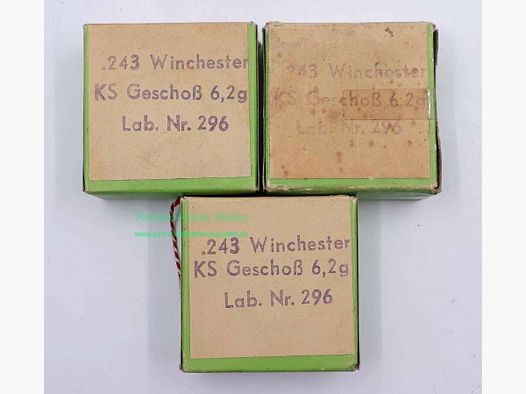 .243 Winchester
KS Geschoß 6,2g
Lab. Nr. 296
.243 Winchester
KS Geschoß 6,2g
Lab. Nr. 296
.243 Winchester
KS Geschoß 6,2g
Lab. Nr. 296